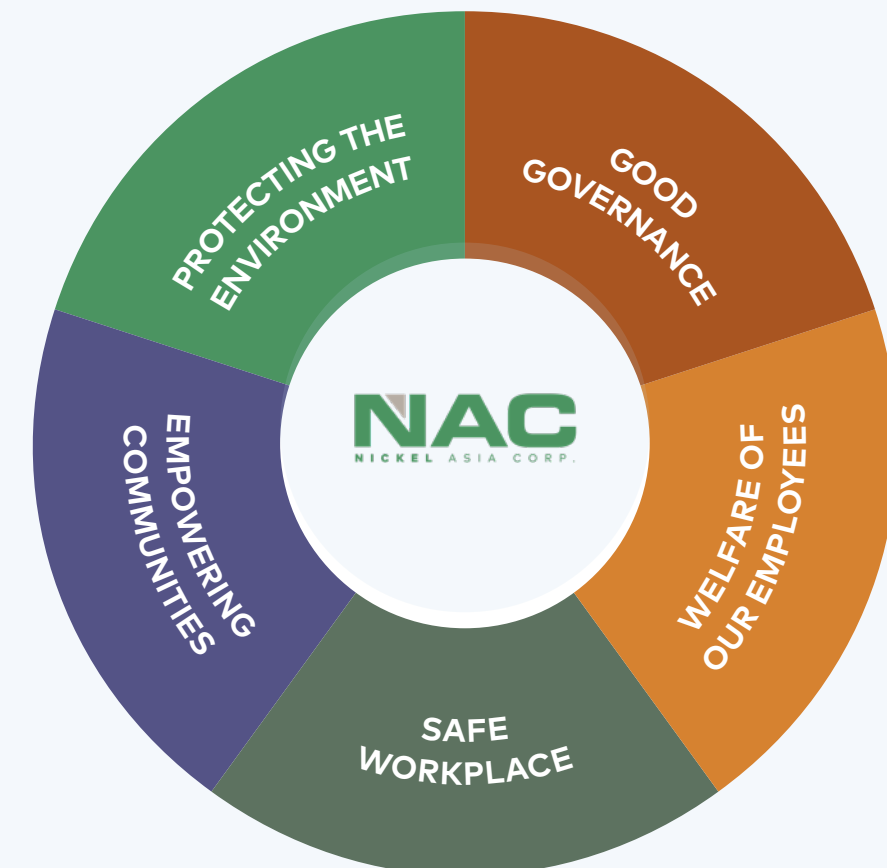 PROTECTING THE
ENVIRONMENT
GOOD
GOVERNANCE
EMPOWERING
COMMUNITIES
NAC
NICKEL ASIA CORP.
WELFARE OF
OUR EMPLOYEES
SAFE
WORKPLACE